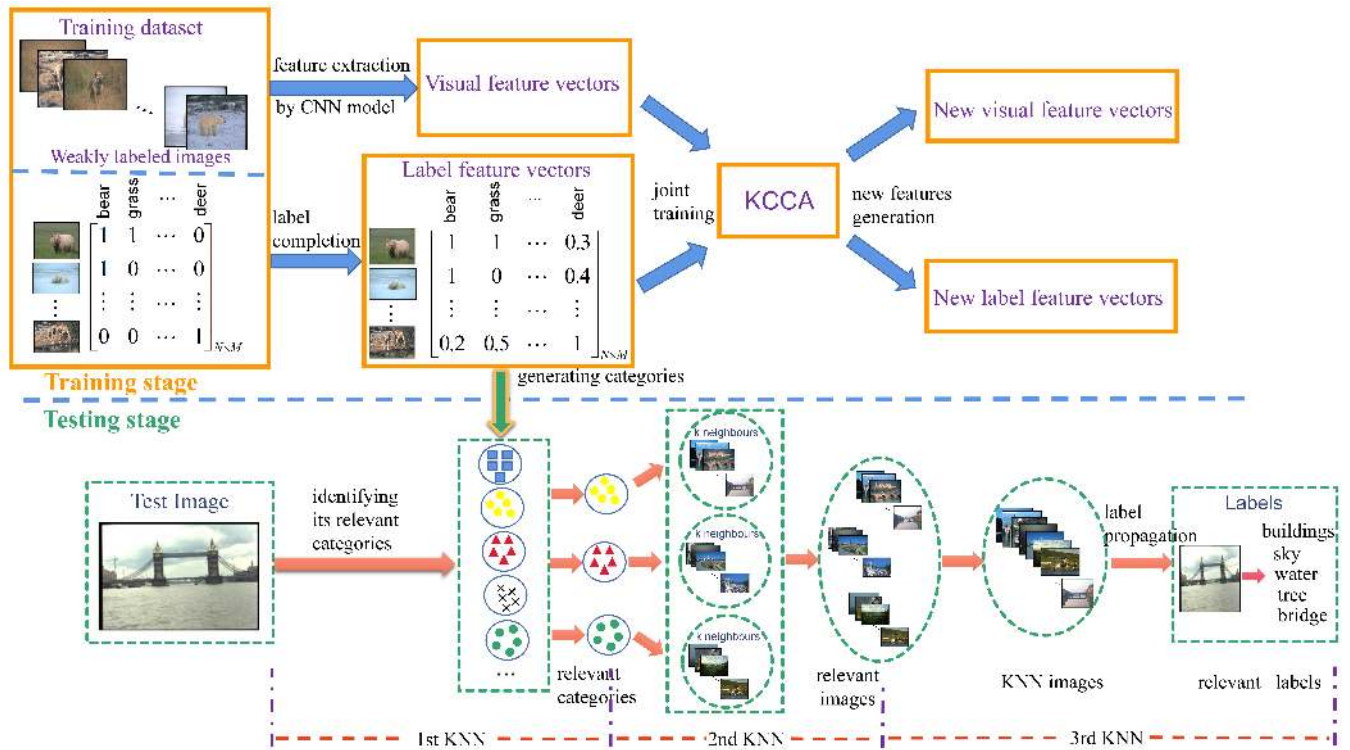 Training dataset
Weakly labeled images
feature extraction
by CNN model
Visual feature vectors
New visual feature vectors
bear grass ... deer
1 1 ... 0
1 0 ... 0
⋮ ⋮ ⋮ ⋮
0 0 ... 1
N×M
label
completion
Label feature vectors
bear grass ... deer
1 1 ... 0.3
1 0 ... 0.4
⋮ ⋮ ⋮ ⋮
0.2 0.5 ... 1
N×M
joint
training
KCCA
new features
generation
New label feature vectors
Training stage
generating categories
Testing stage
Test Image
identifying
its relevant
categories
...
relevant
categories
k neighbours
k neighbours
k neighbours
relevant
images
KNN images
label
propagation
Labels
buildings
sky
water
tree
bridge
relevant labels
1st KNN
2nd KNN
3rd KNN